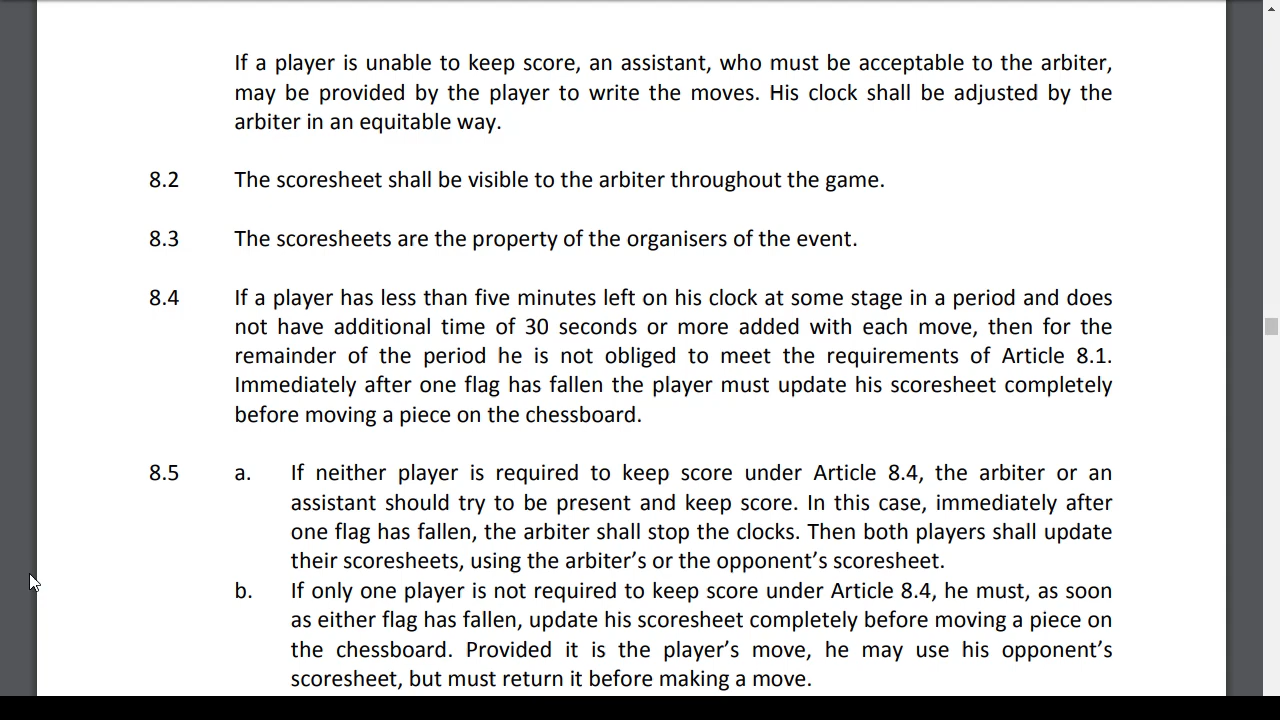 If a player is unable to keep score, an assistant, who must be acceptable to the arbiter,
may be provided by the player to write the moves. His clock shall be adjusted by the
arbiter in an equitable way.
8.2 The scoresheet shall be visible to the arbiter throughout the game.
8.3 The scoresheets are the property of the organisers of the event.
8.4 If a player has less than five minutes left on his clock at some stage in a period and does
not have additional time of 30 seconds or more added with each move, then for the
remainder of the period he is not obliged to meet the requirements of Article 8.1.
Immediately after one flag has fallen the player must update his scoresheet completely
before moving a piece on the chessboard.
8.5 a. If neither player is required to keep score under Article 8.4, the arbiter or an
assistant should try to be present and keep score. In this case, immediately after
one flag has fallen, the arbiter shall stop the clocks. Then both players shall update
their scoresheets, using the arbiter’s or the opponent’s scoresheet.
b. If only one player is not required to keep score under Article 8.4, he must, as soon
as either flag has fallen, update his scoresheet completely before moving a piece on
the chessboard. Provided it is the player’s move, he may use his opponent’s
scoresheet, but must return it before making a move.